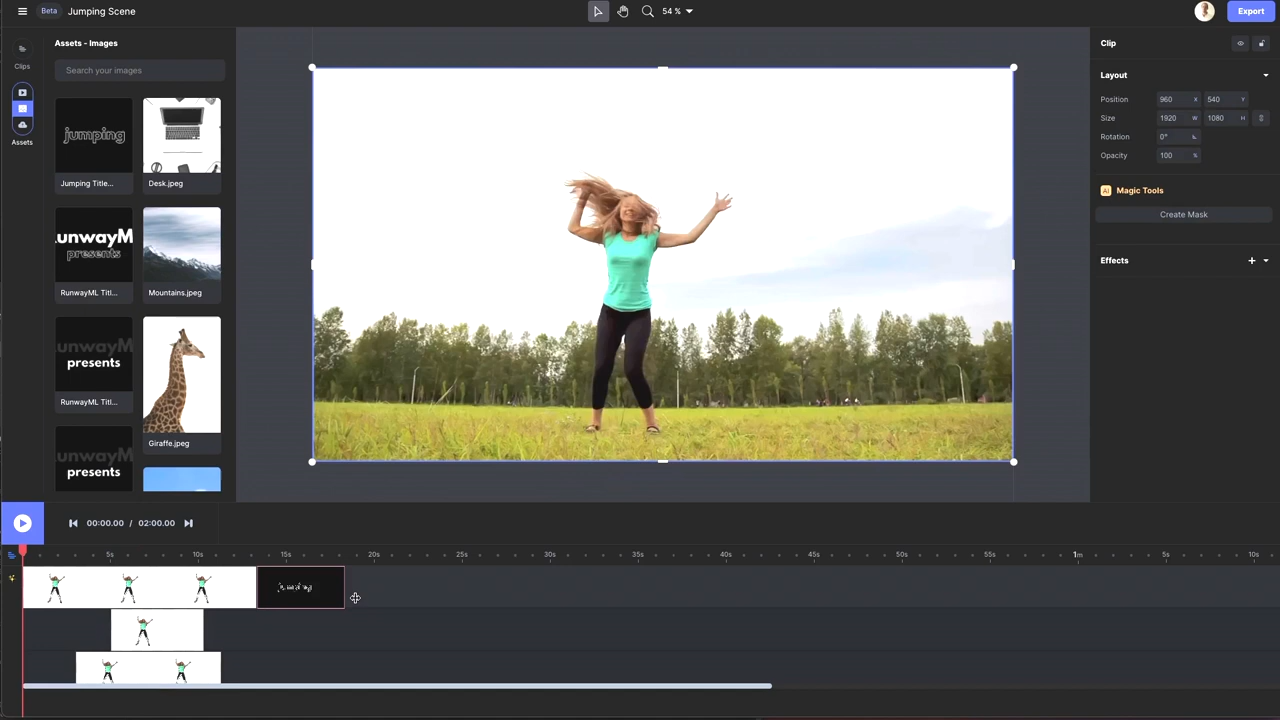 Beta Jumping Scene 54 % Export
Assets - Images
Clip
Clips
Search your images
Layout
Position 960 X 540 Y
Size 1920 W 1080 H
Rotation 0°
Opacity 100 %
Assets
jumping
Jumping Title...
Desk.jpeg
AI Magic Tools
Create Mask
unwayM
presents
RunwayML Titl...
Mountains.jpeg
Effects
unwayM
presents
RunwayML Titl...
Giraffe.jpeg
unwayM
presents
00:00.00 / 02:00.00
5s 10s 15s 20s 25s 30s 35s 40s 45s 50s 55s 1m 10s